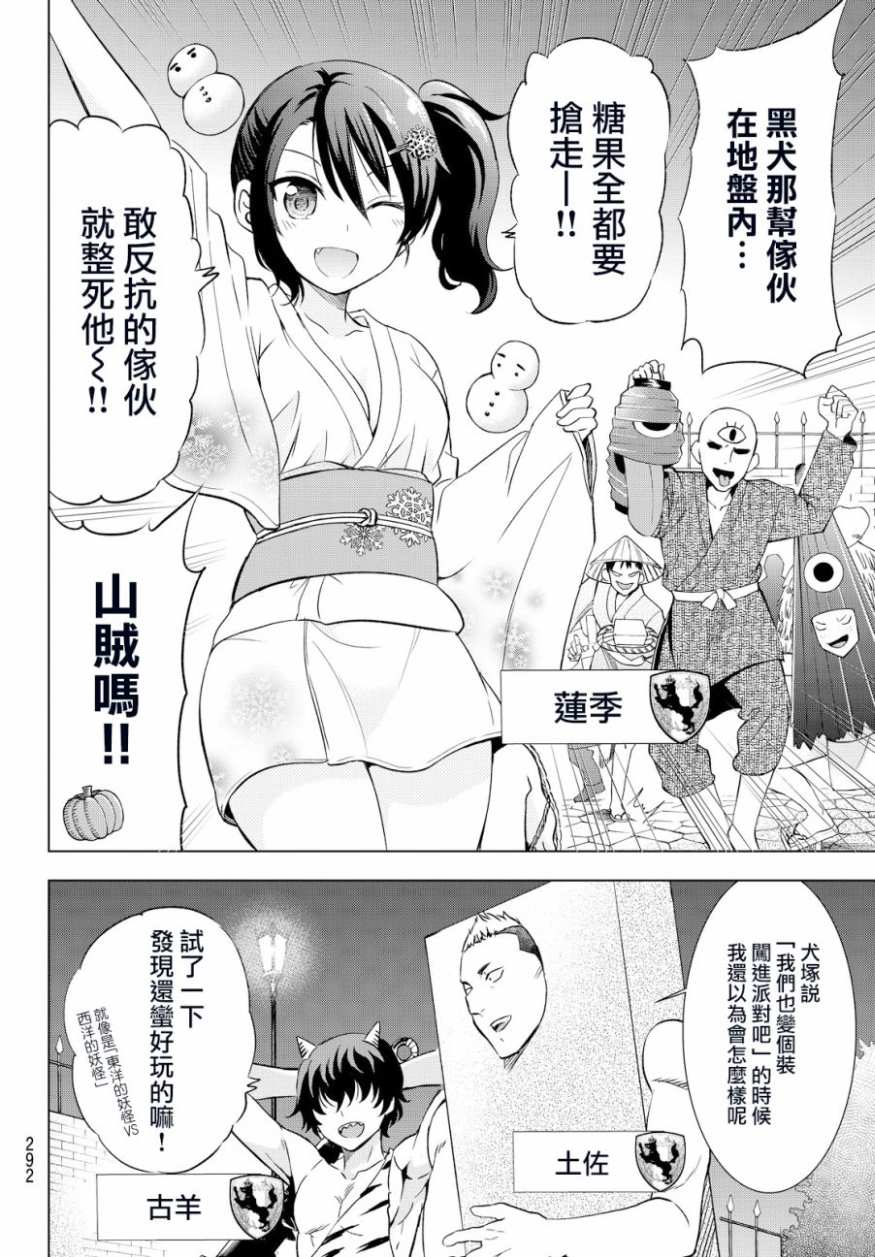 黑犬那幫傢伙
在地盤內…
糖果全都要
搶走ー!!
敢反抗的傢伙
就整死他～!!
山賊嗎!!
蓮季
犬塚説
「我們也變個裝
闖進派對吧」的時候
我還以為會怎麼樣呢
土佐
試了一下
發現還蠻好玩的嘛！
就像是「東洋的妖怪VS
西洋的妖怪」
古羊
292